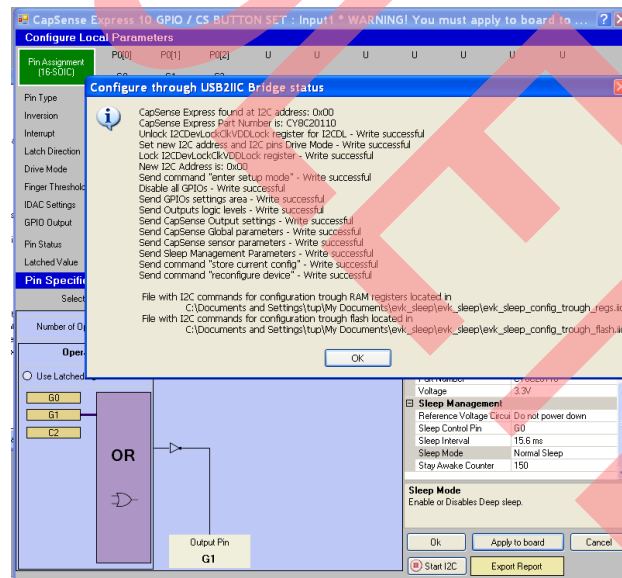 CapSense Express 10 GPIO / CS BUTTON SET : Input1 * WARNING! You must apply to board to ...
Configure Local Parameters
Pin Assignment (16-SOIC)
P0[0] P0[1] P0[2] U U U U U U U
Pin Type
Inversion
Interrupt
Latch Direction
Drive Mode
Finger Threshold
IDAC Settings
GPIO Output
Pin Status
Latched Value
Pin Specifi
Select
Number of Op
Oper
Use Latched
G0
G1
C2
OR
Output Pin
G1
Configure through USB2IIC Bridge status
CapSense Express found at I2C address: 0x00
CapSense Express Part Number is: CY8C20110
Unlock I2CDevLockClkVDDLock register for I2CDL - Write successful
Set new I2C address and I2C pins Drive Mode - Write successful
Lock I2CDevLockClkVDDLock register - Write successful
New I2C Address is: 0x00
Send command "enter setup mode" - Write successful
Disable all GPIOs - Write successful
Send GPIOs settings area - Write successful
Send Outputs logic levels - Write successful
Send CapSense Output settings - Write successful
Send CapSense Global parameters - Write successful
Send CapSense sensor parameters - Write successful
Send Sleep Management Parameters - Write successful
Send command "store current config" - Write successful
Send command "reconfigure device" - Write successful
File with I2C commands for configuration trough RAM registers located in
C:\Documents and Settings\tup\My Documents\evk_sleep\evk_sleep\evk_sleep_config_trough_regs.iic
File with I2C commands for configuration trough flash located in
C:\Documents and Settings\tup\My Documents\evk_sleep\evk_sleep\evk_sleep_config_trough_flash.iic
OK
Part Number CY8C20110
Voltage 3.3V
Sleep Management
Reference Voltage Circui Do not power down
Sleep Control Pin G0
Sleep Interval 15.6 ms
Sleep Mode Normal Sleep
Stay Awake Counter 150
Sleep Mode
Enable or Disables Deep sleep.
Ok Apply to board Cancel
Start I2C Export Report